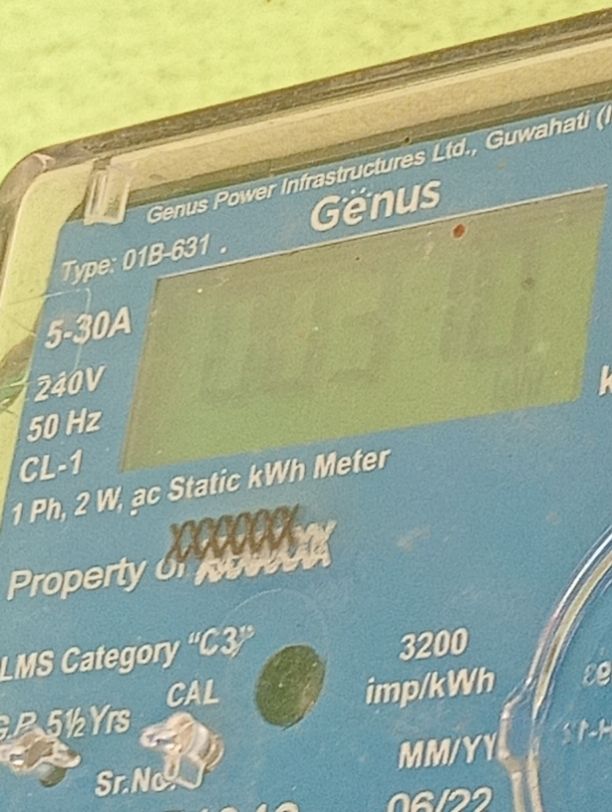 Genus Power Infrastructures Ltd., Guwahati (I
Genus
Type: 01B-631
5-30A
240V
50 Hz
CL-1
1 Ph, 2 W, ac Static kWh Meter
Property of
LMS Category "C3"
G.P. 5½ Yrs
CAL
3200
imp/kWh
MM/YY
Sr.No.
06/22